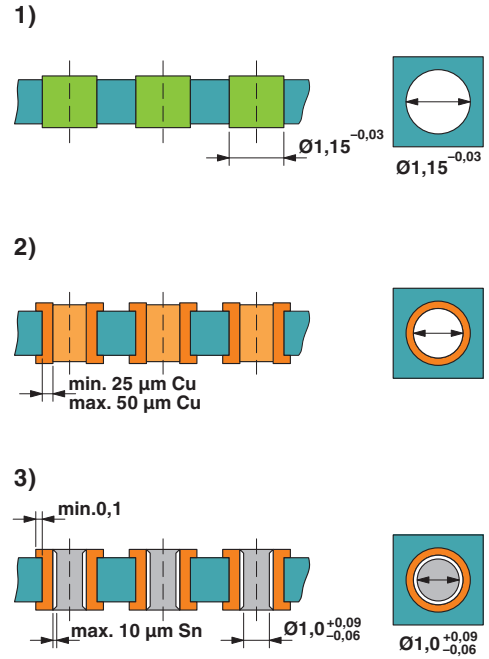 1)
Ø1,15 −0,03
Ø1,15 −0,03
2)
min. 25 µm Cu
max. 50 µm Cu
3)
min.0,1
max. 10 µm Sn
Ø1,0 +0,09 −0,06
Ø1,0 +0,09 −0,06